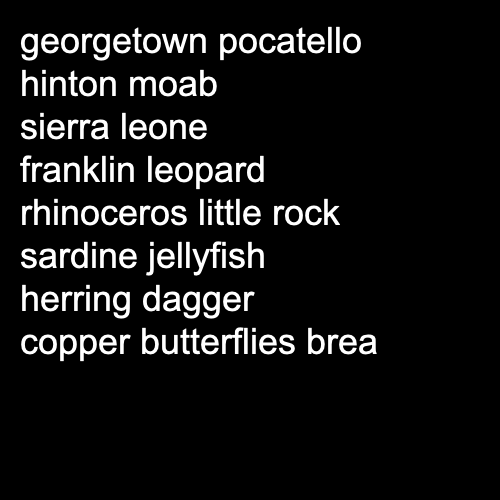 georgetown pocatello
hinton moab
sierra leone
franklin leopard
rhinoceros little rock
sardine jellyfish
herring dagger
copper butterflies brea